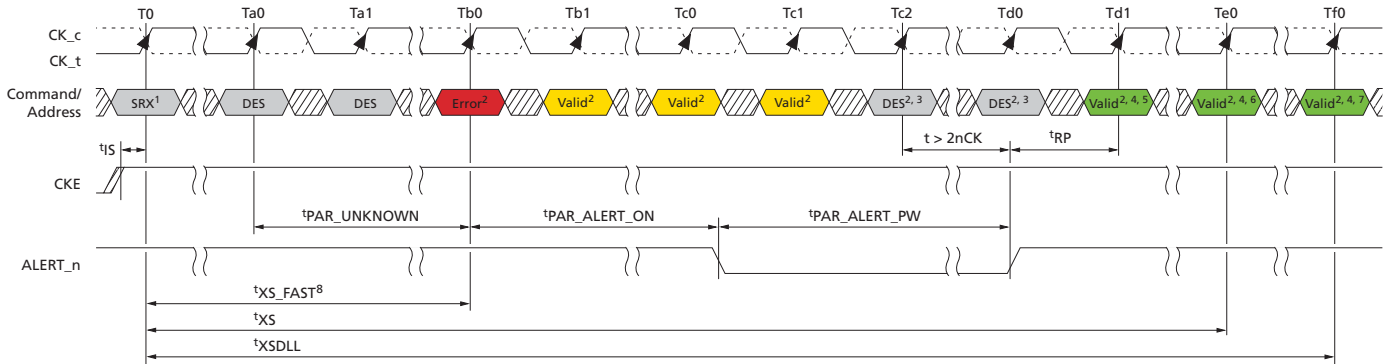 T0 Ta0 Ta1 Tb0 Tb1 Tc0 Tc1 Tc2 Td0 Td1 Te0 Tf0
CK_c
CK_t
Command/
Address
SRX1 DES DES Error2 Valid2 Valid2 Valid2 DES2, 3 DES2, 3 Valid2, 4, 5 Valid2, 4, 6 Valid2, 4, 7
tIS t > 2nCK tRP
CKE
tPAR_UNKNOWN tPAR_ALERT_ON tPAR_ALERT_PW
ALERT_n
tXS_FAST8
tXS
tXSDLL